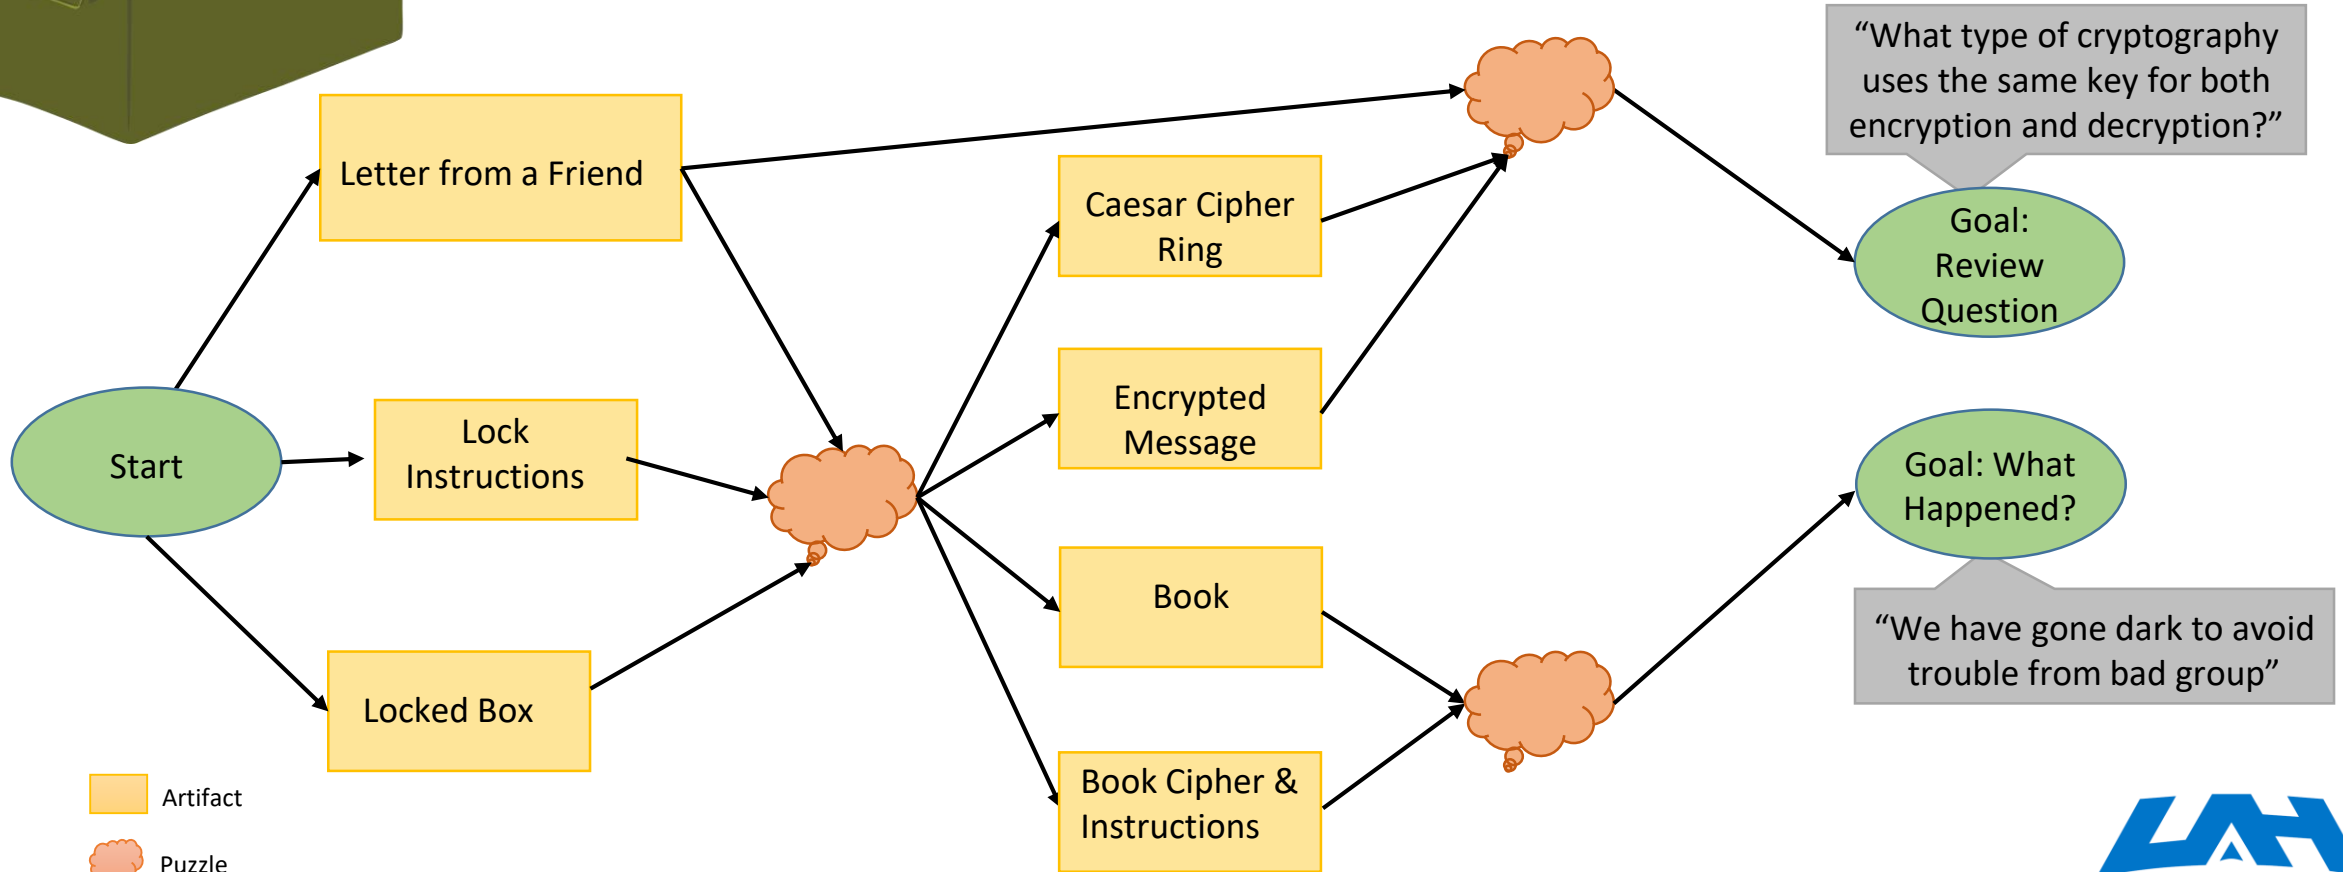 “What type of cryptography
uses the same key for both
encryption and decryption?”
Letter from a Friend
Caesar Cipher
Ring
Goal:
Review
Question
Start
Lock
Instructions
Encrypted
Message
Goal: What
Happened?
Book
“We have gone dark to avoid
trouble from bad group”
Locked Box
Book Cipher &
Instructions
Artifact
Puzzle
UAH